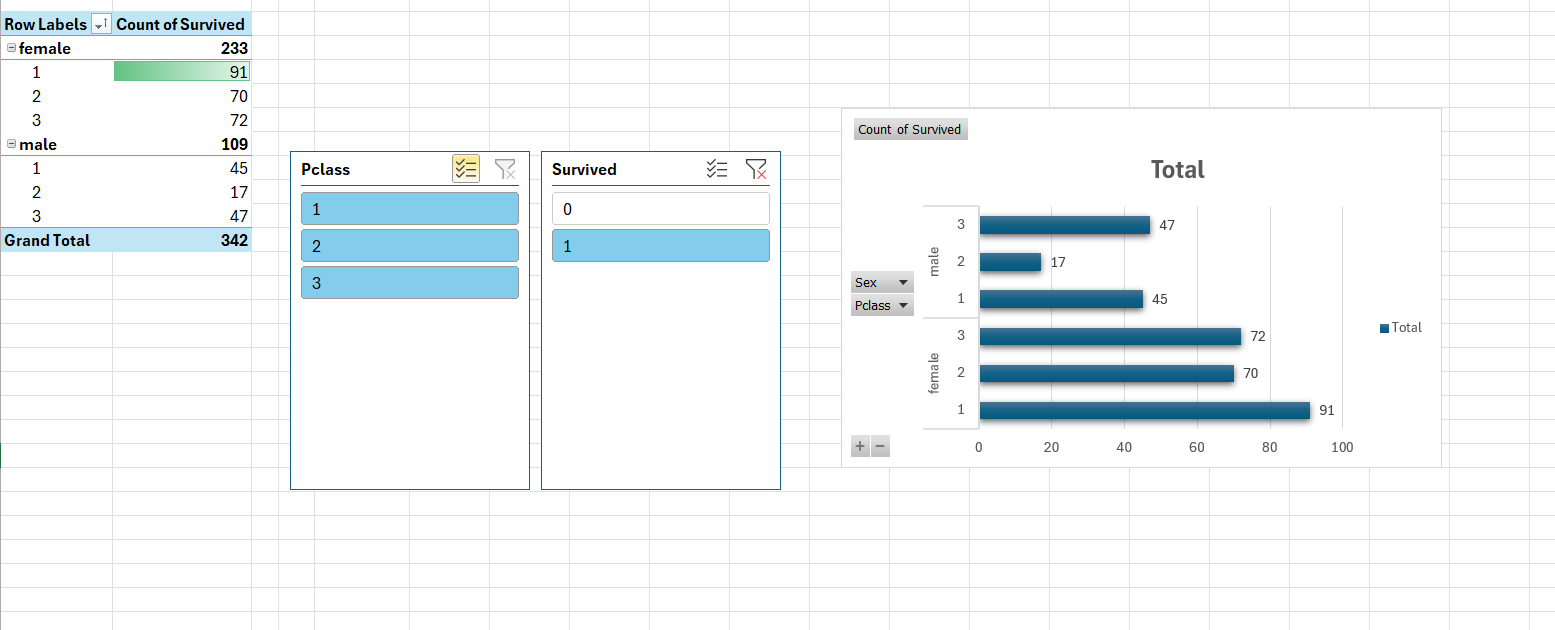 Row Labels Count of Survived
female 233
1 91
2 70
3 72
male 109
1 45
2 17
3 47
Grand Total 342
Pclass
1
2
3
Survived
0
1
Count of Survived
Total
Sex
Pclass
male
3 47
2 17
1 45
female
3 72
2 70
1 91
0 20 40 60 80 100
+ −
Total